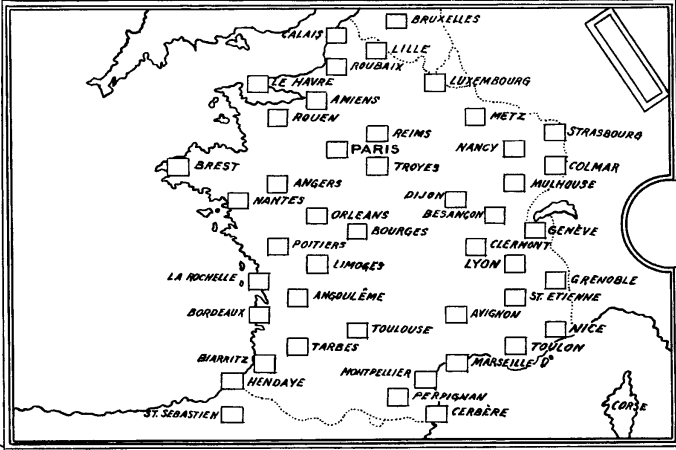 BRUXELLES
CALAIS
LILLE
ROUBAIX
LE HAVRE
LUXEMBOURG
AMIENS
ROUEN
METZ
REIMS
STRASBOURG
PARIS
NANCY
BREST
TROYES
COLMAR
ANGERS
MULHOUSE
NANTES
DIJON
ORLEANS
BESANÇON
BOURGES
GENÈVE
POITIERS
CLERMONT
LIMOGES
LYON
LA ROCHELLE
GRENOBLE
ANGOULÊME
ST. ETIENNE
BORDEAUX
AVIGNON
TOULOUSE
NICE
TARBES
TOULON
BIARRITZ
MARSEILLE
HENDAYE
MONTPELLIER
PERPIGNAN
CORSE
ST. SEBASTIEN
CERBÈRE